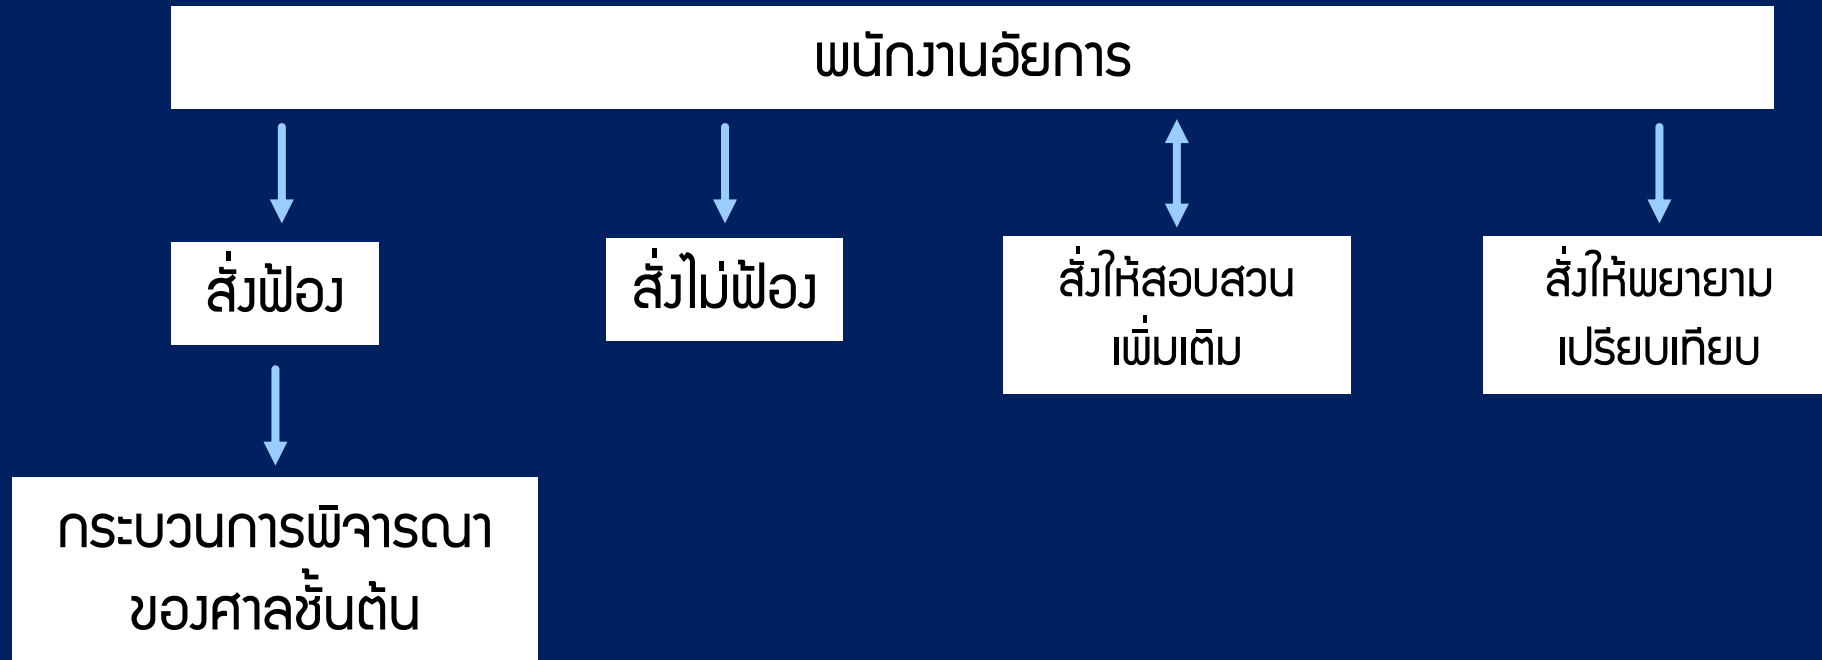 พนักงานอัยการ
สั่งฟ้อง
สั่งไม่ฟ้อง
สั่งให้สอบสวน
เพิ่มเติม
สั่งให้พยายาม
เปรียบเทียบ
กระบวนการพิจารณา
ของศาลชั้นต้น